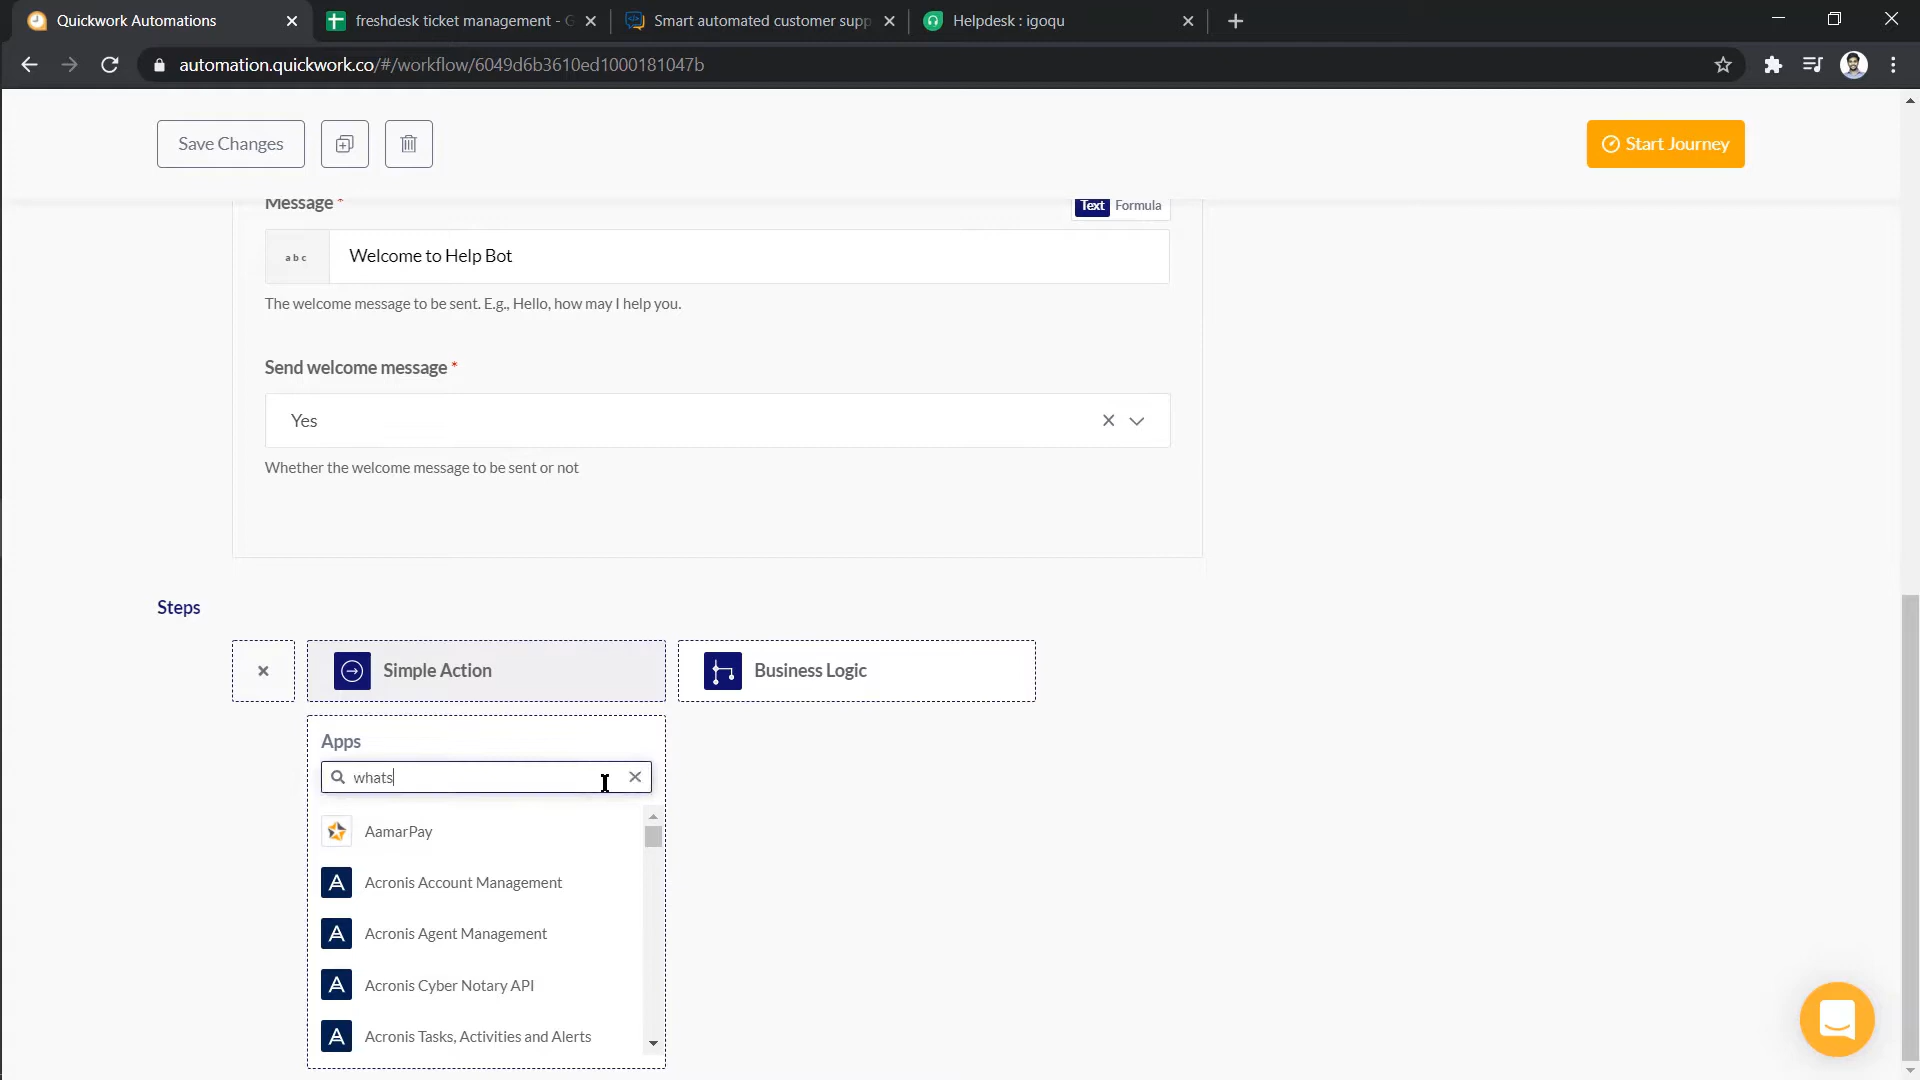 Quickwork Automations
freshdesk ticket management - G
Smart automated customer supp
Helpdesk : igoqu
automation.quickwork.co/#/workflow/6049d6b3610ed1000181047b
Save Changes
Start Journey
Message *
Text Formula
abc
Welcome to Help Bot
The welcome message to be sent. E.g., Hello, how may I help you.
Send welcome message *
Yes
Whether the welcome message to be sent or not
Steps
Simple Action
Business Logic
Apps
whats
AamarPay
Acronis Account Management
Acronis Agent Management
Acronis Cyber Notary API
Acronis Tasks, Activities and Alerts